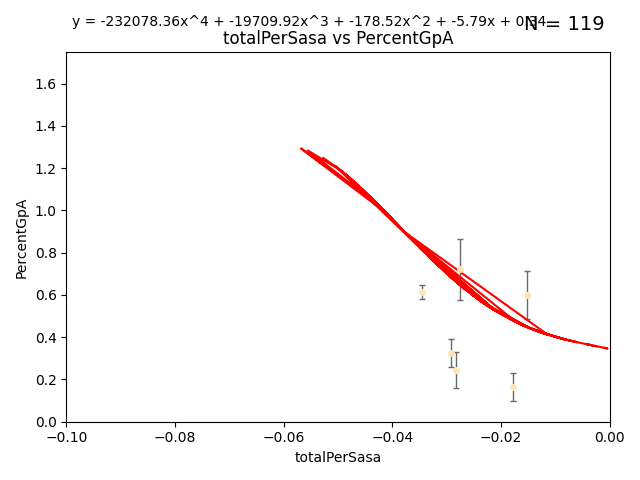 y = -232078.36x^4 + -19709.92x^3 + -178.52x^2 + -5.79x + 0.34
N = 119
totalPerSasa vs PercentGpA
PercentGpA
1.6
1.4
1.2
1.0
0.8
0.6
0.4
0.2
0.0
−0.10 −0.08 −0.06 −0.04 −0.02 0.00
totalPerSasa